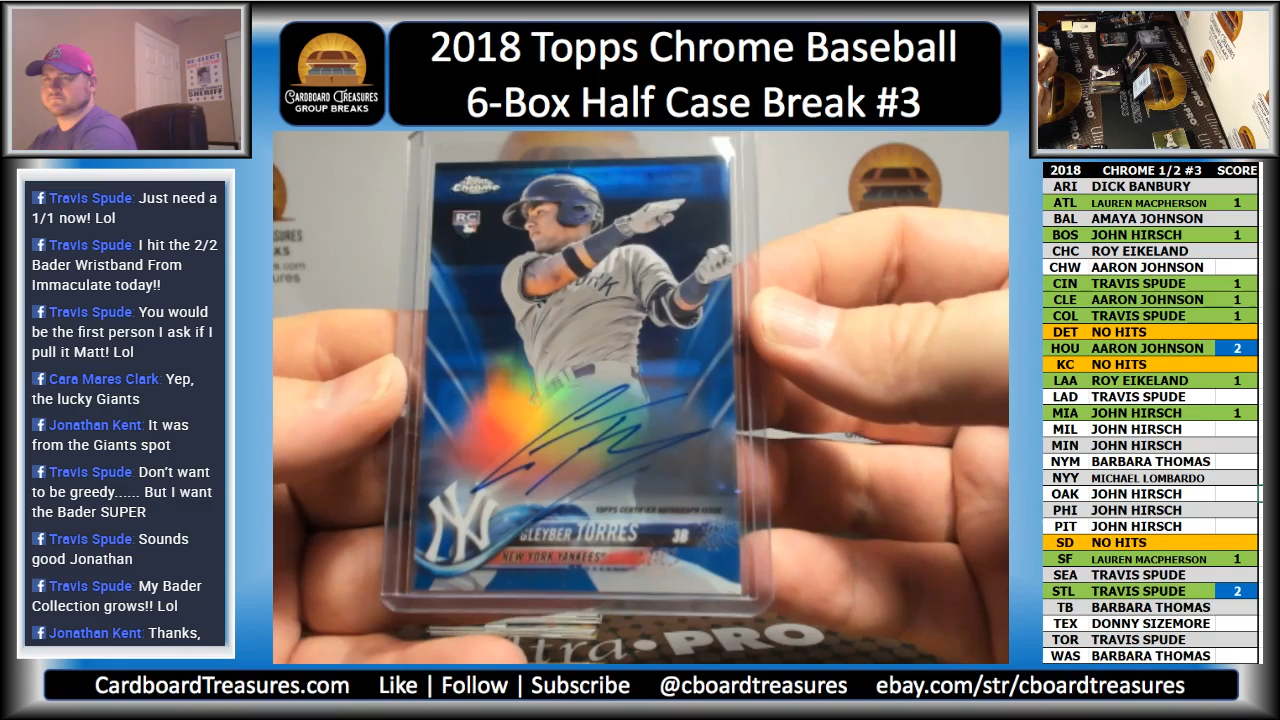 2018 Topps Chrome Baseball
6-Box Half Case Break #3
CARDBOARD TREASURES
GROUP BREAKS
RE-ELECT
SHERIFF
Travis Spude: Just need a
1/1 now! Lol
Travis Spude: I hit the 2/2
Bader Wristband From
Immaculate today!!
Travis Spude: You would
be the first person I ask if I
pull it Matt! Lol
Cara Mares Clark: Yep,
the lucky Giants
Jonathan Kent: It was
from the Giants spot
Travis Spude: Don't want
to be greedy...... But I want
the Bader SUPER
Travis Spude: Sounds
good Jonathan
Travis Spude: My Bader
Collection grows!! Lol
Jonathan Kent: Thanks,
Topps
Chrome
RC
YORK
TOPPS CERTIFIED AUTOGRAPH ISSUE
NY
GLEYBER TORRES 3B
NEW YORK YANKEES
Ultra PRO
2018 CHROME 1/2 #3 SCORE
ARI DICK BANBURY
ATL LAUREN MACPHERSON 1
BAL AMAYA JOHNSON
BOS JOHN HIRSCH 1
CHC ROY EIKELAND
CHW AARON JOHNSON
CIN TRAVIS SPUDE 1
CLE AARON JOHNSON 1
COL TRAVIS SPUDE 1
DET NO HITS
HOU AARON JOHNSON 2
KC NO HITS
LAA ROY EIKELAND 1
LAD TRAVIS SPUDE
MIA JOHN HIRSCH 1
MIL JOHN HIRSCH
MIN JOHN HIRSCH
NYM BARBARA THOMAS
NYY MICHAEL LOMBARDO
OAK JOHN HIRSCH
PHI JOHN HIRSCH
PIT JOHN HIRSCH
SD NO HITS
SF LAUREN MACPHERSON 1
SEA TRAVIS SPUDE
STL TRAVIS SPUDE 2
TB BARBARA THOMAS
TEX DONNY SIZEMORE
TOR TRAVIS SPUDE
WAS BARBARA THOMAS
CardboardTreasures.com Like | Follow | Subscribe @cboardtreasures ebay.com/str/cboardtreasures